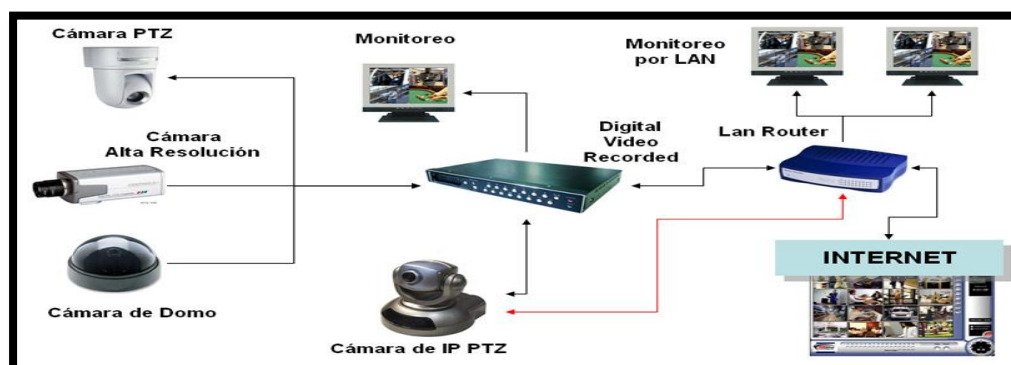 Cámara PTZ
Monitoreo
Monitoreo
por LAN
Cámara
Alta Resolución
Digital
Video
Recorded
Lan Router
INTERNET
Cámara de Domo
Cámara de IP PTZ